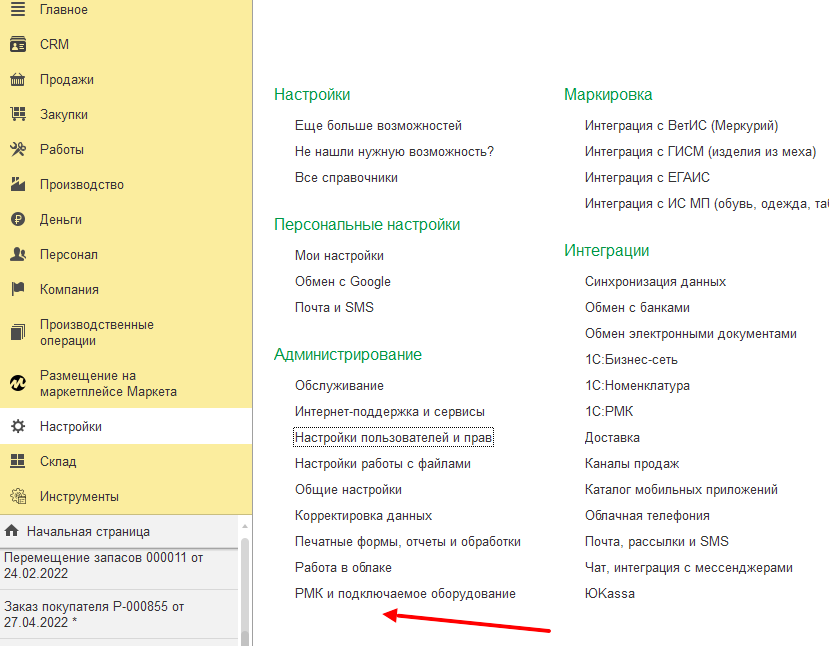 Главное
CRM
Продажи
Закупки
Работы
Производство
Деньги
Персонал
Компания
Производственные
операции
Размещение на
маркетплейсе Маркета
Настройки
Склад
Инструменты
Начальная страница
Перемещение запасов 000011 от
24.02.2022
Заказ покупателя Р-000855 от
27.04.2022 *
Настройки
Еще больше возможностей
Не нашли нужную возможность?
Все справочники
Персональные настройки
Мои настройки
Обмен с Google
Почта и SMS
Администрирование
Обслуживание
Интернет-поддержка и сервисы
Настройки пользователей и прав
Настройки работы с файлами
Общие настройки
Корректировка данных
Печатные формы, отчеты и обработки
Работа в облаке
РМК и подключаемое оборудование
Маркировка
Интеграция с ВетИС (Меркурий)
Интеграция с ГИСМ (изделия из меха)
Интеграция с ЕГАИС
Интеграция с ИС МП (обувь, одежда, таб
Интеграции
Синхронизация данных
Обмен с банками
Обмен электронными документами
1С:Бизнес-сеть
1С:Номенклатура
1С:РМК
Доставка
Каналы продаж
Каталог мобильных приложений
Облачная телефония
Почта, рассылки и SMS
Чат, интеграция с мессенджерами
ЮKassa